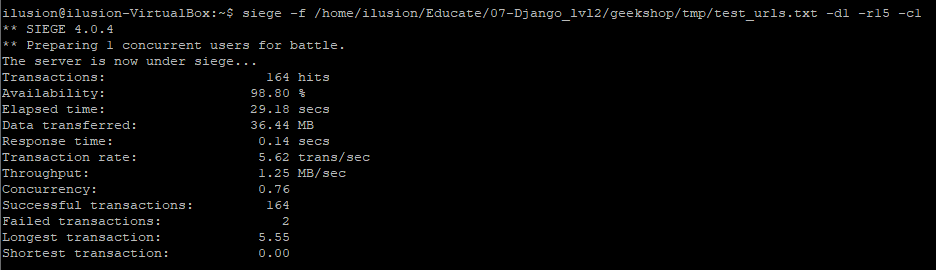 ilusion@ilusion-VirtualBox:~$ siege -f /home/ilusion/Educate/07-Django_lvl2/geekshop/tmp/test_urls.txt -d1 -r15 -c1
** SIEGE 4.0.4
** Preparing 1 concurrent users for battle.
The server is now under siege...
Transactions:                    164 hits
Availability:                  98.80 %
Elapsed time:                  29.18 secs
Data transferred:              36.44 MB
Response time:                  0.14 secs
Transaction rate:               5.62 trans/sec
Throughput:                     1.25 MB/sec
Concurrency:                    0.76
Successful transactions:         164
Failed transactions:               2
Longest transaction:            5.55
Shortest transaction:           0.00